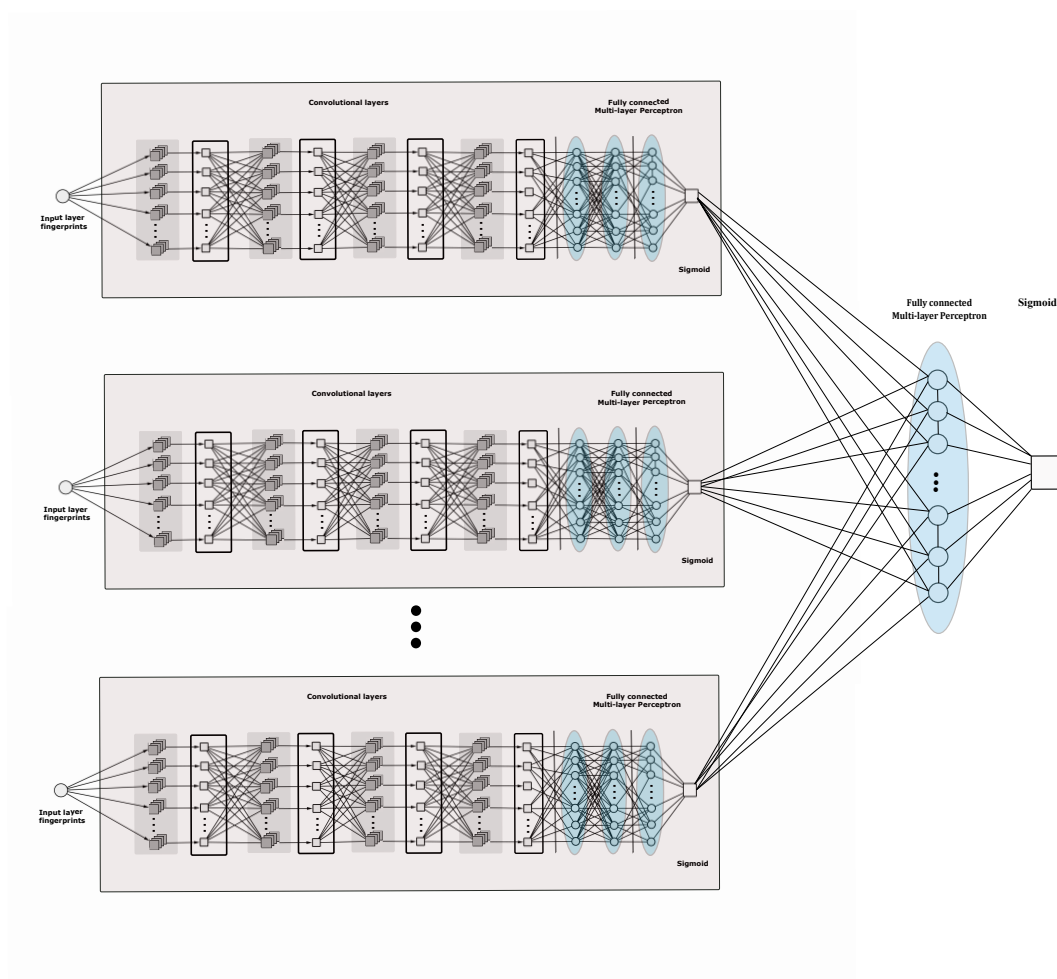 Convolutional layers
Fully connected
Multi-layer Perceptron
Input layer
fingerprints
Sigmoid
Fully connected
Multi-layer Perceptron
Sigmoid
Convolutional layers
Fully connected
Multi-layer Perceptron
Input layer
fingerprints
Sigmoid
Convolutional layers
Fully connected
Multi-layer Perceptron
Input layer
fingerprints
Sigmoid